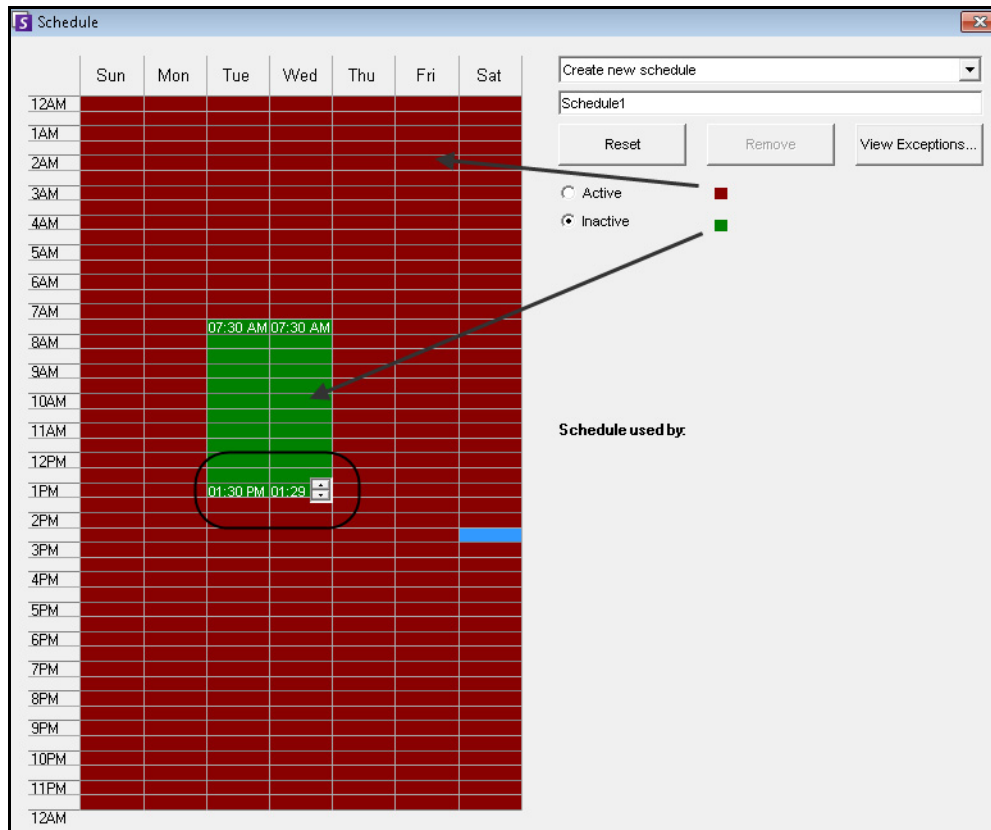 S Schedule
Sun Mon Tue Wed Thu Fri Sat
12AM
1AM
2AM
3AM
4AM
5AM
6AM
7AM
07:30 AM 07:30 AM
8AM
9AM
10AM
11AM
12PM
1PM 01:30 PM 01:29
2PM
3PM
4PM
5PM
6PM
7PM
8PM
9PM
10PM
11PM
12AM
Create new schedule
Schedule1
Reset Remove View Exceptions...
Active
Inactive
Schedule used by: